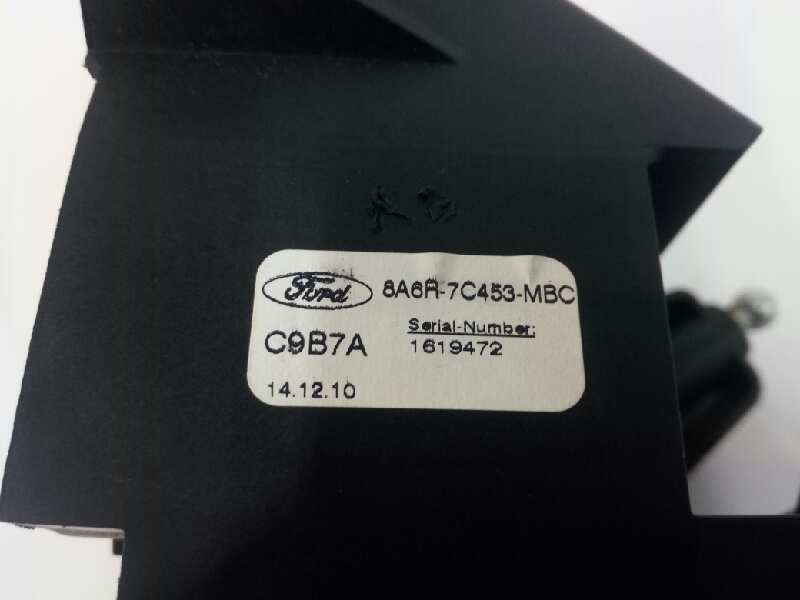 Ford 8A6R-7C453-MBC
C9B7A Serial-Number:
1619472
14.12.10